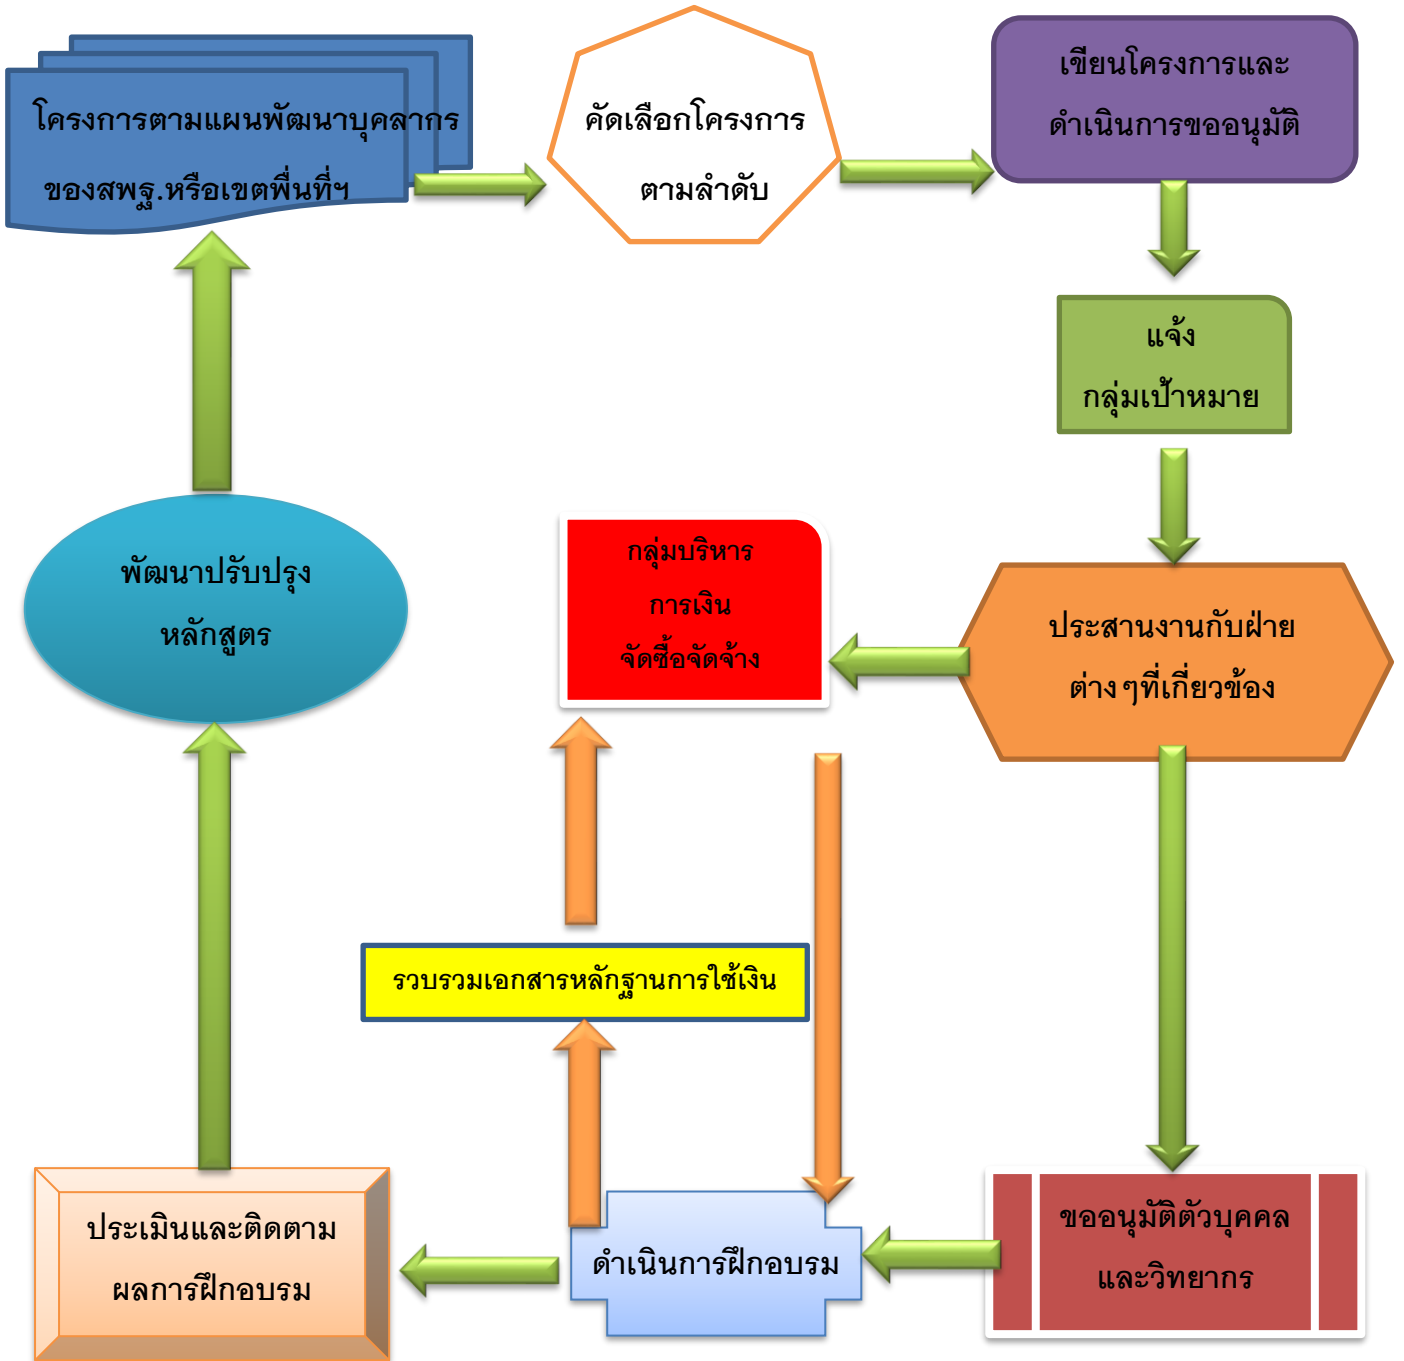 โครงการตามแผนพัฒนาบุคลากร
ของสพฐ.หรือเขตพื่นที่ฯ
คัดเลือกโครงการ
ตามลำดับ
เขียนโครงการและ
ดำเนินการขออนุมัติ
แจ้ง
กลุ่มเป้าหมาย
ประสานงานกับฝ่าย
ต่างๆที่เกี่ยวข้อง
กลุ่มบริหาร
การเงิน
จัดซื้อจัดจ้าง
พัฒนาปรับปรุง
หลักสูตร
รวบรวมเอกสารหลักฐานการใช้เงิน
ขออนุมัติตัวบุคคล
และวิทยากร
ดำเนินการฝึกอบรม
ประเมินและติดตาม
ผลการฝึกอบรม